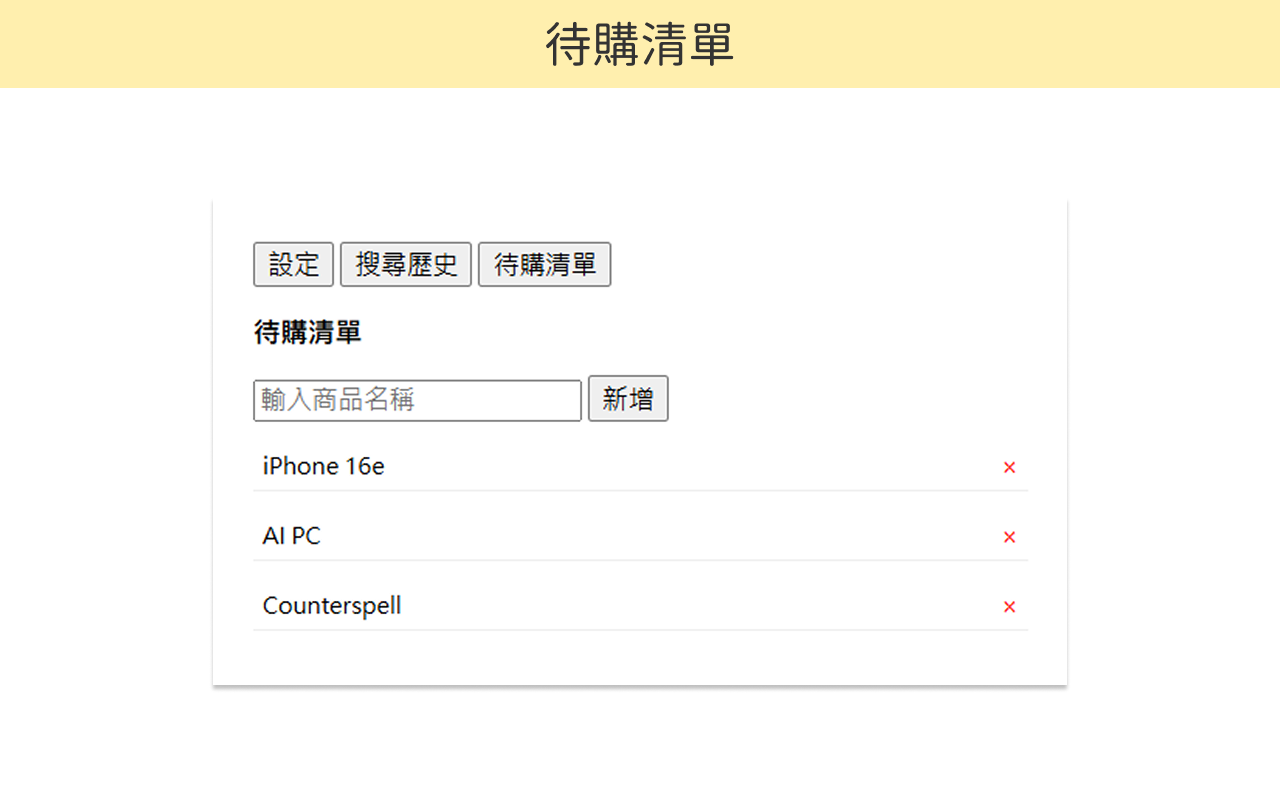 待購清單
設定 搜尋歷史 待購清單
待購清單
輸入商品名稱 新增
iPhone 16e ×
AI PC ×
Counterspell ×